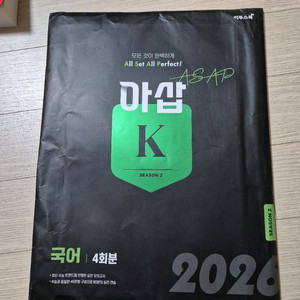 이투스북
모든 것이 완벽하게
All Set All Perfect!
ASAP
아삽
K
SEASON 2
SEASON 2
국어 | 4회분
2026